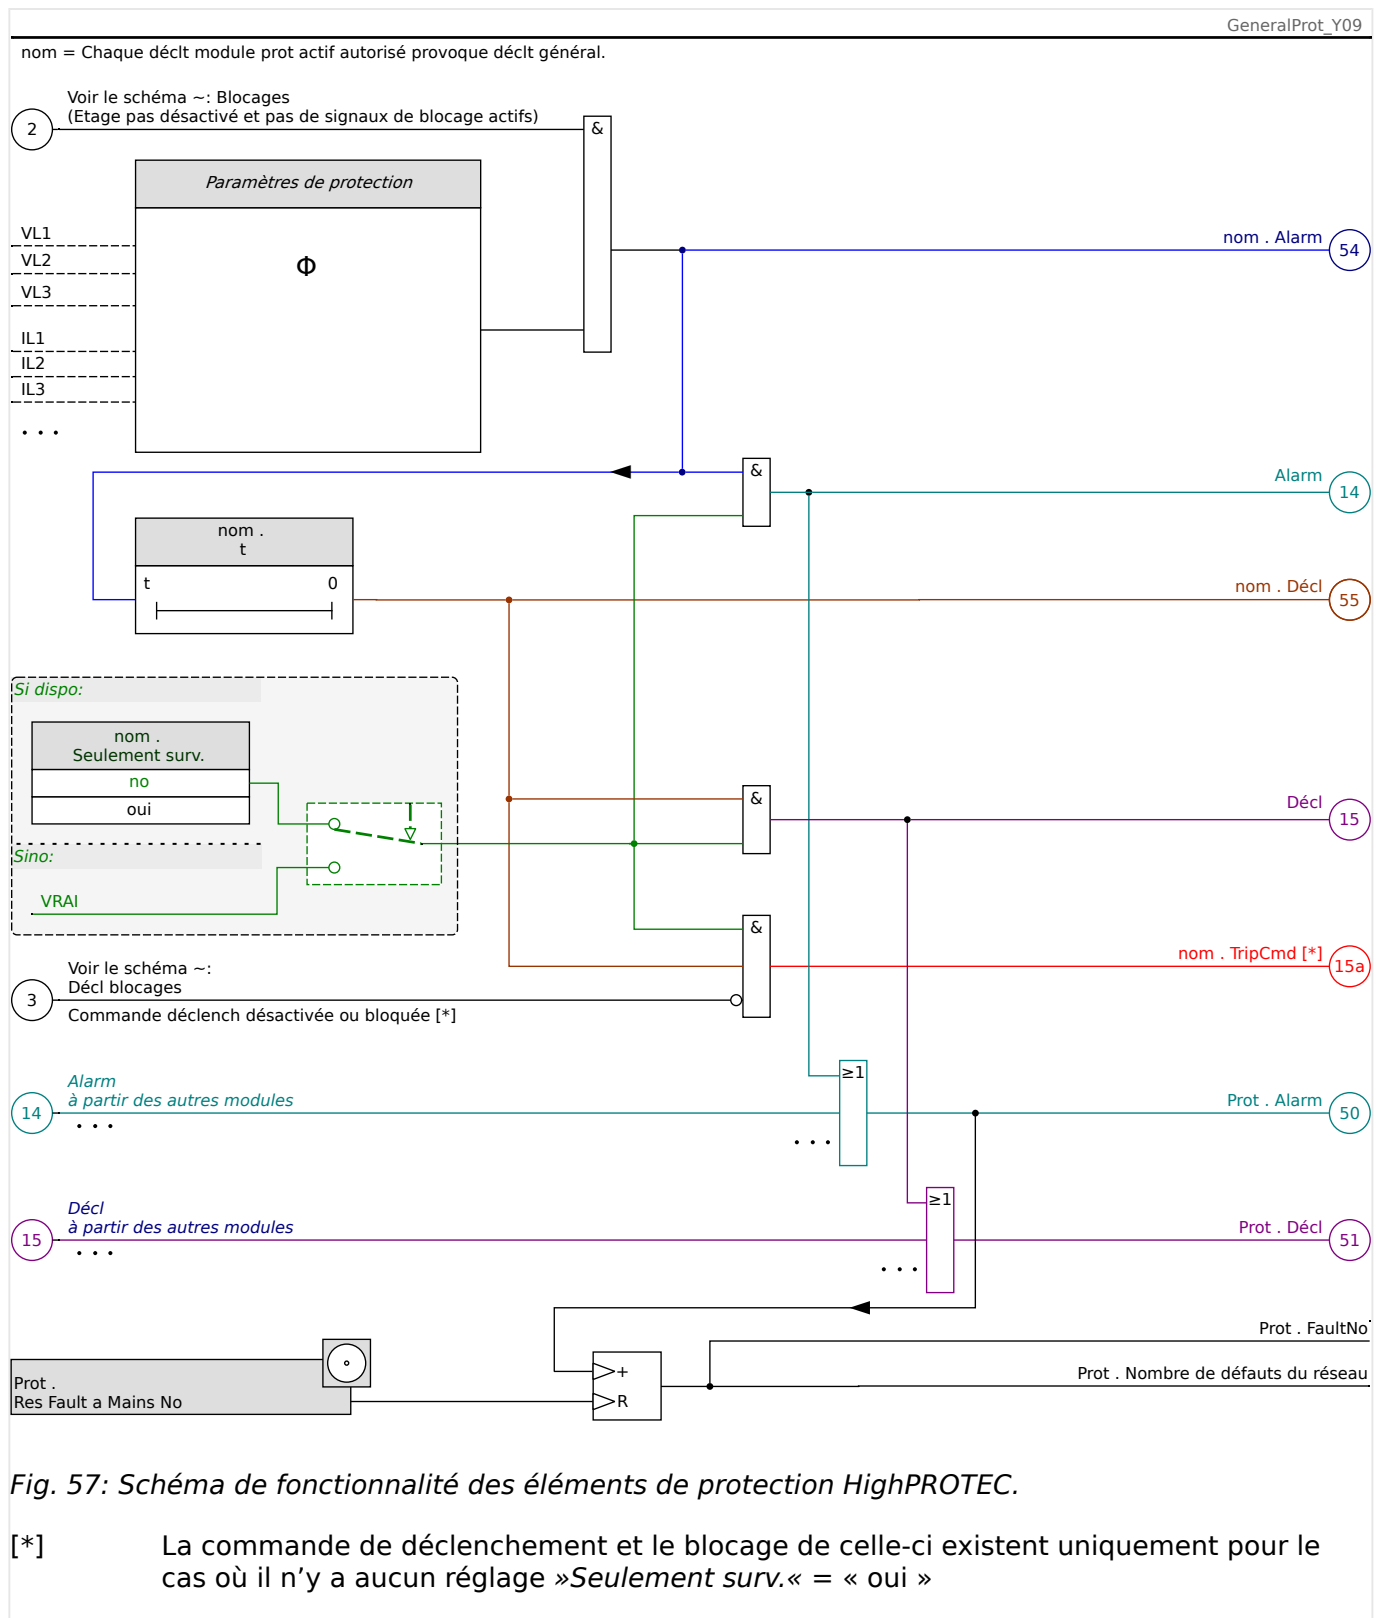 GeneralProt_Y09
nom = Chaque déclt module prot actif autorisé provoque déclt général.
Voir le schéma ~: Blocages
(Etage pas désactivé et pas de signaux de blocage actifs)
2
&
Paramètres de protection
Φ
VL1
VL2
VL3
IL1
IL2
IL3
. . .
nom . Alarm
54
&
Alarm
14
nom .
t
t 0
nom . Décl
55
Si dispo:
nom .
Seulement surv.
no
oui
Sino:
VRAI
&
Décl
15
&
nom . TripCmd [*]
15a
Voir le schéma ~:
Décl blocages
3
Commande déclench désactivée ou bloquée [*]
Alarm
à partir des autres modules
14
. . .
≥1
. . .
Prot . Alarm
50
Décl
à partir des autres modules
15
. . .
≥1
. . .
Prot . Décl
51
Prot . FaultNo
Prot .
Res Fault a Mains No
+
R
Prot . Nombre de défauts du réseau
Fig. 57: Schéma de fonctionnalité des éléments de protection HighPROTEC.
[*] La commande de déclenchement et le blocage de celle-ci existent uniquement pour le
cas où il n’y a aucun réglage »Seulement surv.« = « oui »